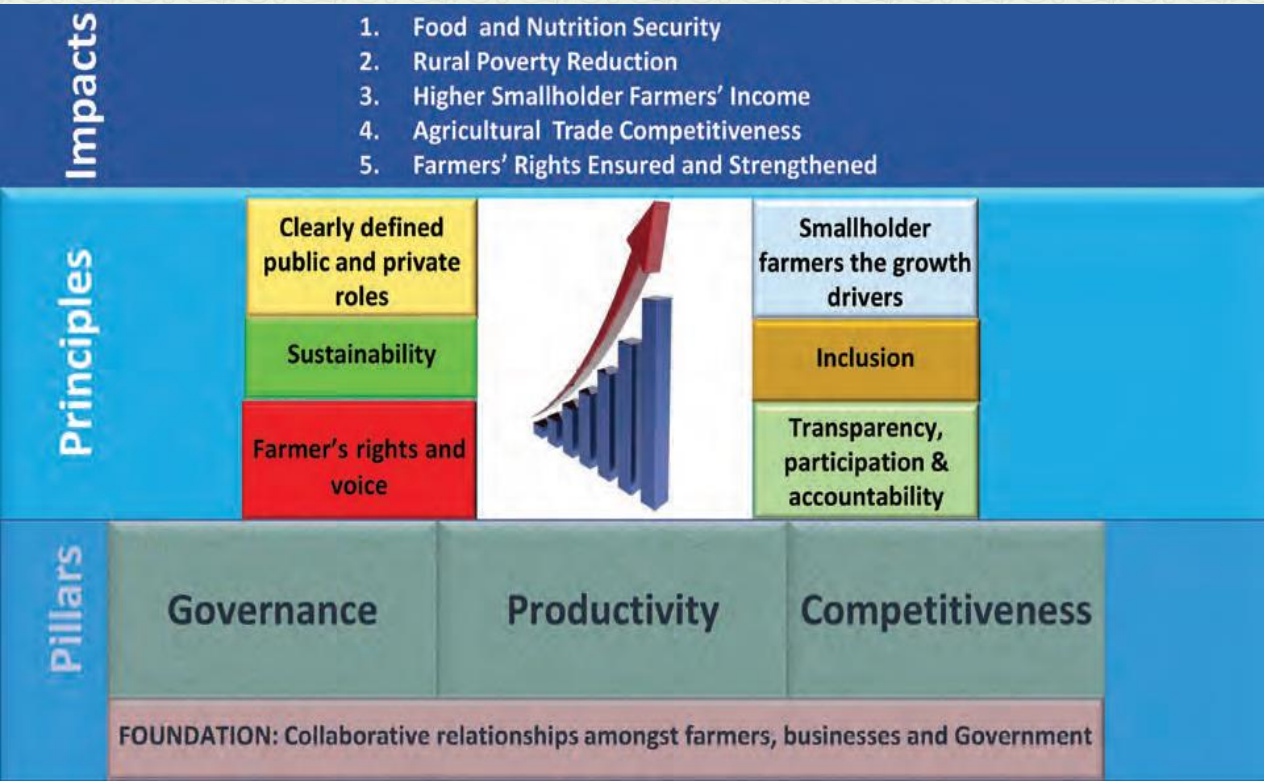 Impacts
1. Food and Nutrition Security
2. Rural Poverty Reduction
3. Higher Smallholder Farmers' Income
4. Agricultural Trade Competitiveness
5. Farmers' Rights Ensured and Strengthened
Principles
Clearly defined
public and private
roles
Sustainability
Farmer's rights and
voice
Smallholder
farmers the growth
drivers
Inclusion
Transparency,
participation &
accountability
Pillars
Governance
Productivity
Competitiveness
FOUNDATION: Collaborative relationships amongst farmers, businesses and Government